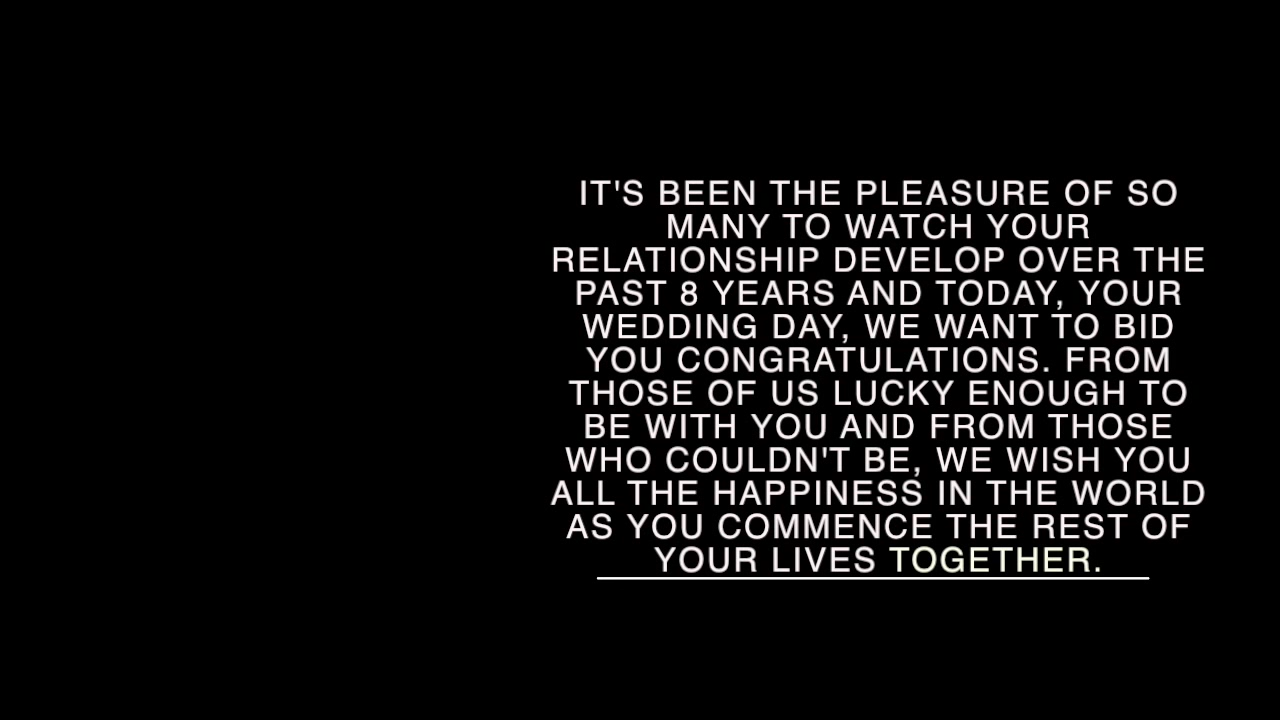 IT'S BEEN THE PLEASURE OF SO
MANY TO WATCH YOUR
RELATIONSHIP DEVELOP OVER THE
PAST 8 YEARS AND TODAY, YOUR
WEDDING DAY, WE WANT TO BID
YOU CONGRATULATIONS. FROM
THOSE OF US LUCKY ENOUGH TO
BE WITH YOU AND FROM THOSE
WHO COULDN'T BE, WE WISH YOU
ALL THE HAPPINESS IN THE WORLD
AS YOU COMMENCE THE REST OF
YOUR LIVES TOGETHER.